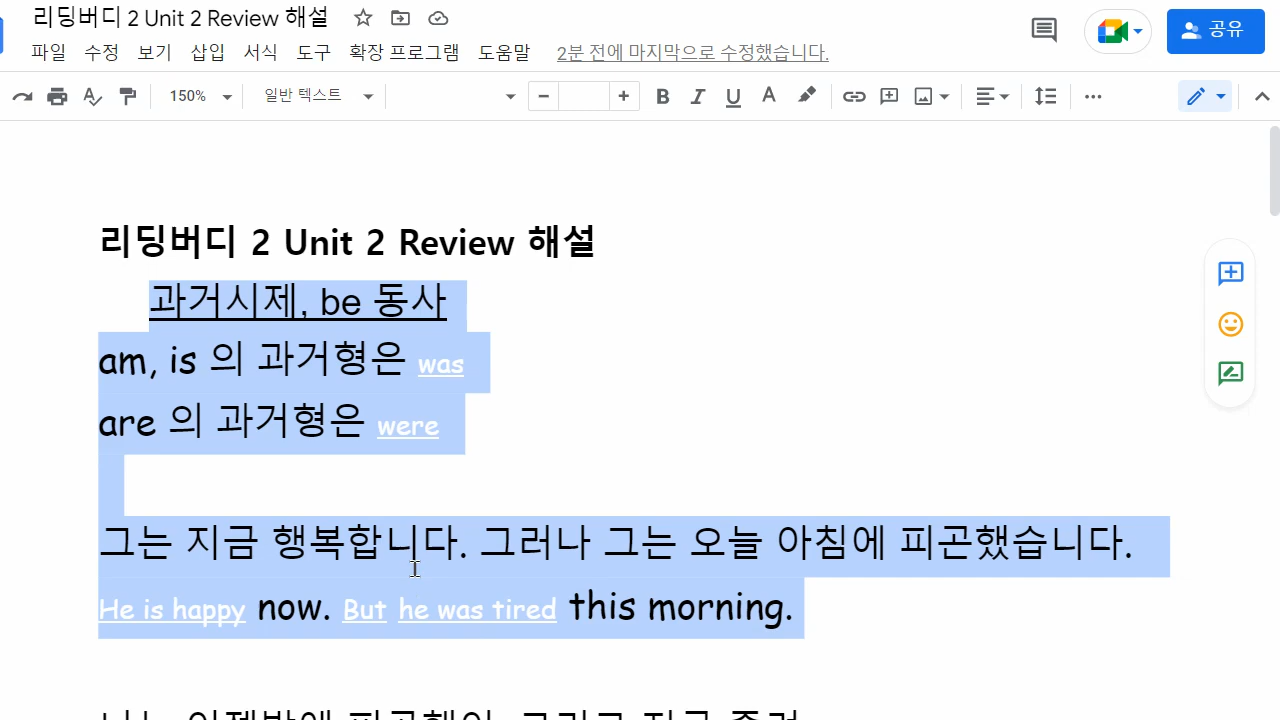 리딩버디 2 Unit 2 Review 해설
파일 수정 보기 삽입 서식 도구 확장 프로그램 도움말 2분 전에 마지막으로 수정했습니다.
공유
150% 일반 텍스트
리딩버디 2 Unit 2 Review 해설
과거시제, be 동사
am, is 의 과거형은 was
are 의 과거형은 were
그는 지금 행복합니다. 그러나 그는 오늘 아침에 피곤했습니다.
He is happy now. But he was tired this morning.